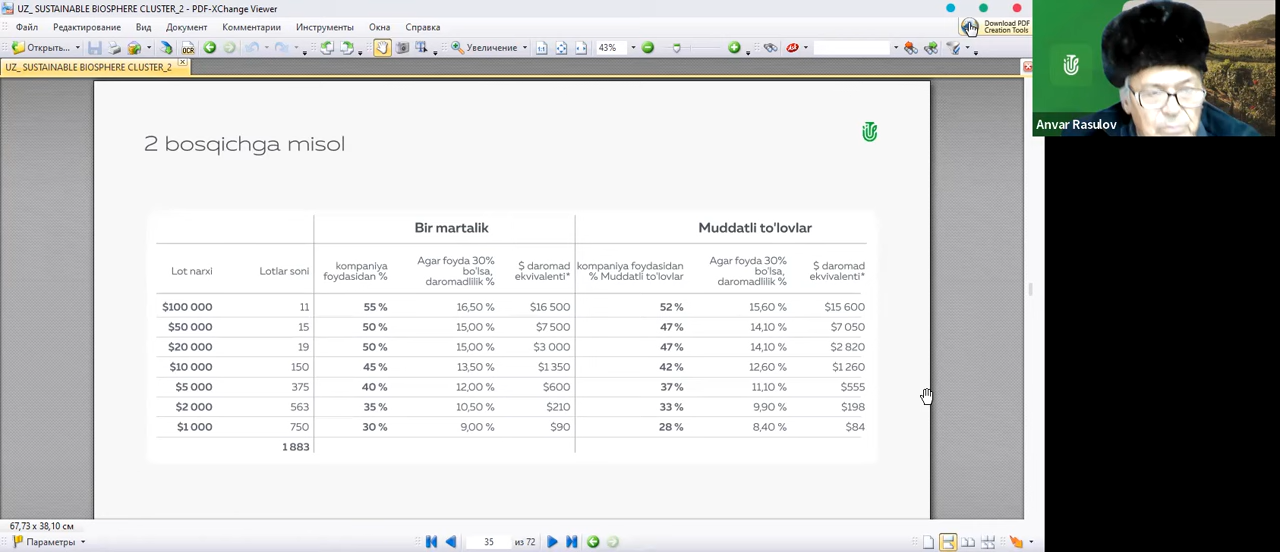 UZ_ SUSTAINABLE BIOSPHERE CLUSTER_2 - PDF-XChange Viewer
Файл Редактирование Вид Документ Комментарии Инструменты Окна Справка
Download PDF
Creation Tools
Открыть... OCR Увеличение 43%
UZ_ SUSTAINABLE BIOSPHERE CLUSTER_2
Anvar Rasulov
2 bosqichga misol
Bir martalik Muddatli to'lovlar
Lot narxi Lotlar soni kompaniya foydasidan % Agar foyda 30% bo'lsa, daromadlilik % $ daromad ekvivalenti* kompaniya foydasidan % Muddatli to'lovlar Agar foyda 30% bo'lsa, daromadlilik % $ daromad ekvivalenti*
$100 000 11 55 % 16,50 % $16 500 52 % 15,60 % $15 600
$50 000 15 50 % 15,00 % $7 500 47 % 14,10 % $7 050
$20 000 19 50 % 15,00 % $3 000 47 % 14,10 % $2 820
$10 000 150 45 % 13,50 % $1 350 42 % 12,60 % $1 260
$5 000 375 40 % 12,00 % $600 37 % 11,10 % $555
$2 000 563 35 % 10,50 % $210 33 % 9,90 % $198
$1 000 750 30 % 9,00 % $90 28 % 8,40 % $84
1 883
67,73 x 38,10 см
Параметры 35 из 72